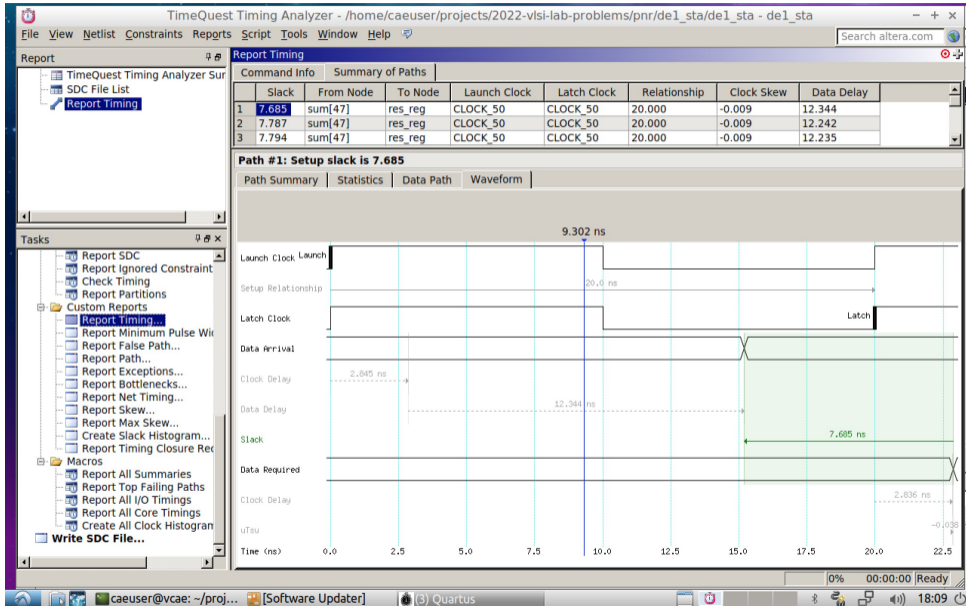 TimeQuest Timing Analyzer - /home/caeuser/projects/2022-vlsi-lab-problems/pnr/de1_sta/de1_sta - de1_sta
File View Netlist Constraints Reports Script Tools Window Help
Search altera.com
Report
TimeQuest Timing Analyzer Sur
SDC File List
Report Timing
Report Timing
Command Info Summary of Paths
Slack From Node To Node Launch Clock Latch Clock Relationship Clock Skew Data Delay
1 7.685 sum[47] res_reg CLOCK_50 CLOCK_50 20.000 -0.009 12.344
2 7.787 sum[47] res_reg CLOCK_50 CLOCK_50 20.000 -0.009 12.242
3 7.794 sum[47] res_reg CLOCK_50 CLOCK_50 20.000 -0.009 12.235
Path #1: Setup slack is 7.685
Path Summary Statistics Data Path Waveform
9.302 ns
Launch Clock Launch
Setup Relationship 20.0 ns
Latch Clock Latch
Data Arrival
Clock Delay 2.845 ns
Data Delay 12.344 ns
Slack 7.685 ns
Data Required
Clock Delay 2.836 ns
uTsu -0.038
Time (ns) 0.0 2.5 5.0 7.5 10.0 12.5 15.0 17.5 20.0 22.5
Tasks
Report SDC
Report Ignored Constraint
Check Timing
Report Partitions
Custom Reports
Report Timing...
Report Minimum Pulse Wi
Report False Path...
Report Path...
Report Exceptions...
Report Bottlenecks...
Report Net Timing...
Report Skew...
Report Max Skew...
Create Slack Histogram...
Report Timing Closure Rec
Macros
Report All Summaries
Report Top Failing Paths
Report All I/O Timings
Report All Core Timings
Create All Clock Histogran
Write SDC File...
0% 00:00:00 Ready
caeuser@vcae: ~/proj... [Software Updater] (3) Quartus 18:09